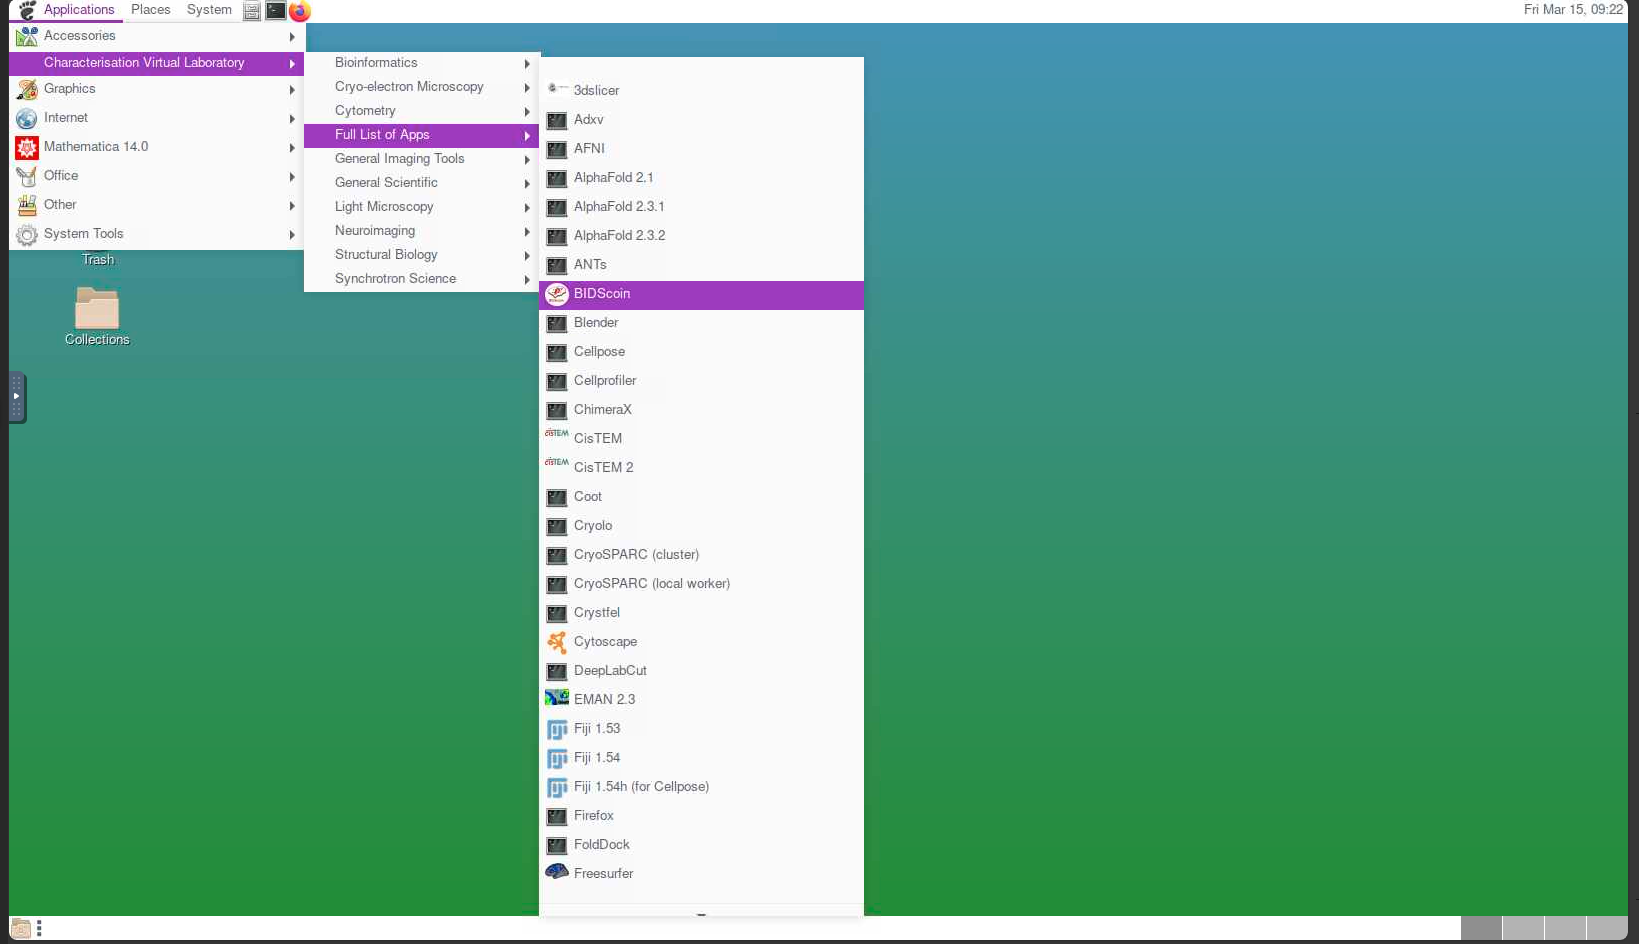 Applications Places System Fri Mar 15, 09:22
Accessories
Characterisation Virtual Laboratory
Graphics
Internet
Mathematica 14.0
Office
Other
System Tools
Trash
Collections
Bioinformatics
Cryo-electron Microscopy
Cytometry
Full List of Apps
General Imaging Tools
General Scientific
Light Microscopy
Neuroimaging
Structural Biology
Synchrotron Science
3dslicer
Adxv
AFNI
AlphaFold 2.1
AlphaFold 2.3.1
AlphaFold 2.3.2
ANTs
BIDScoin
Blender
Cellpose
Cellprofiler
ChimeraX
cisTEM CisTEM
cisTEM CisTEM 2
Coot
Cryolo
CryoSPARC (cluster)
CryoSPARC (local worker)
Crystfel
Cytoscape
DeepLabCut
EMAN 2.3
Fiji 1.53
Fiji 1.54
Fiji 1.54h (for Cellpose)
Firefox
FoldDock
Freesurfer